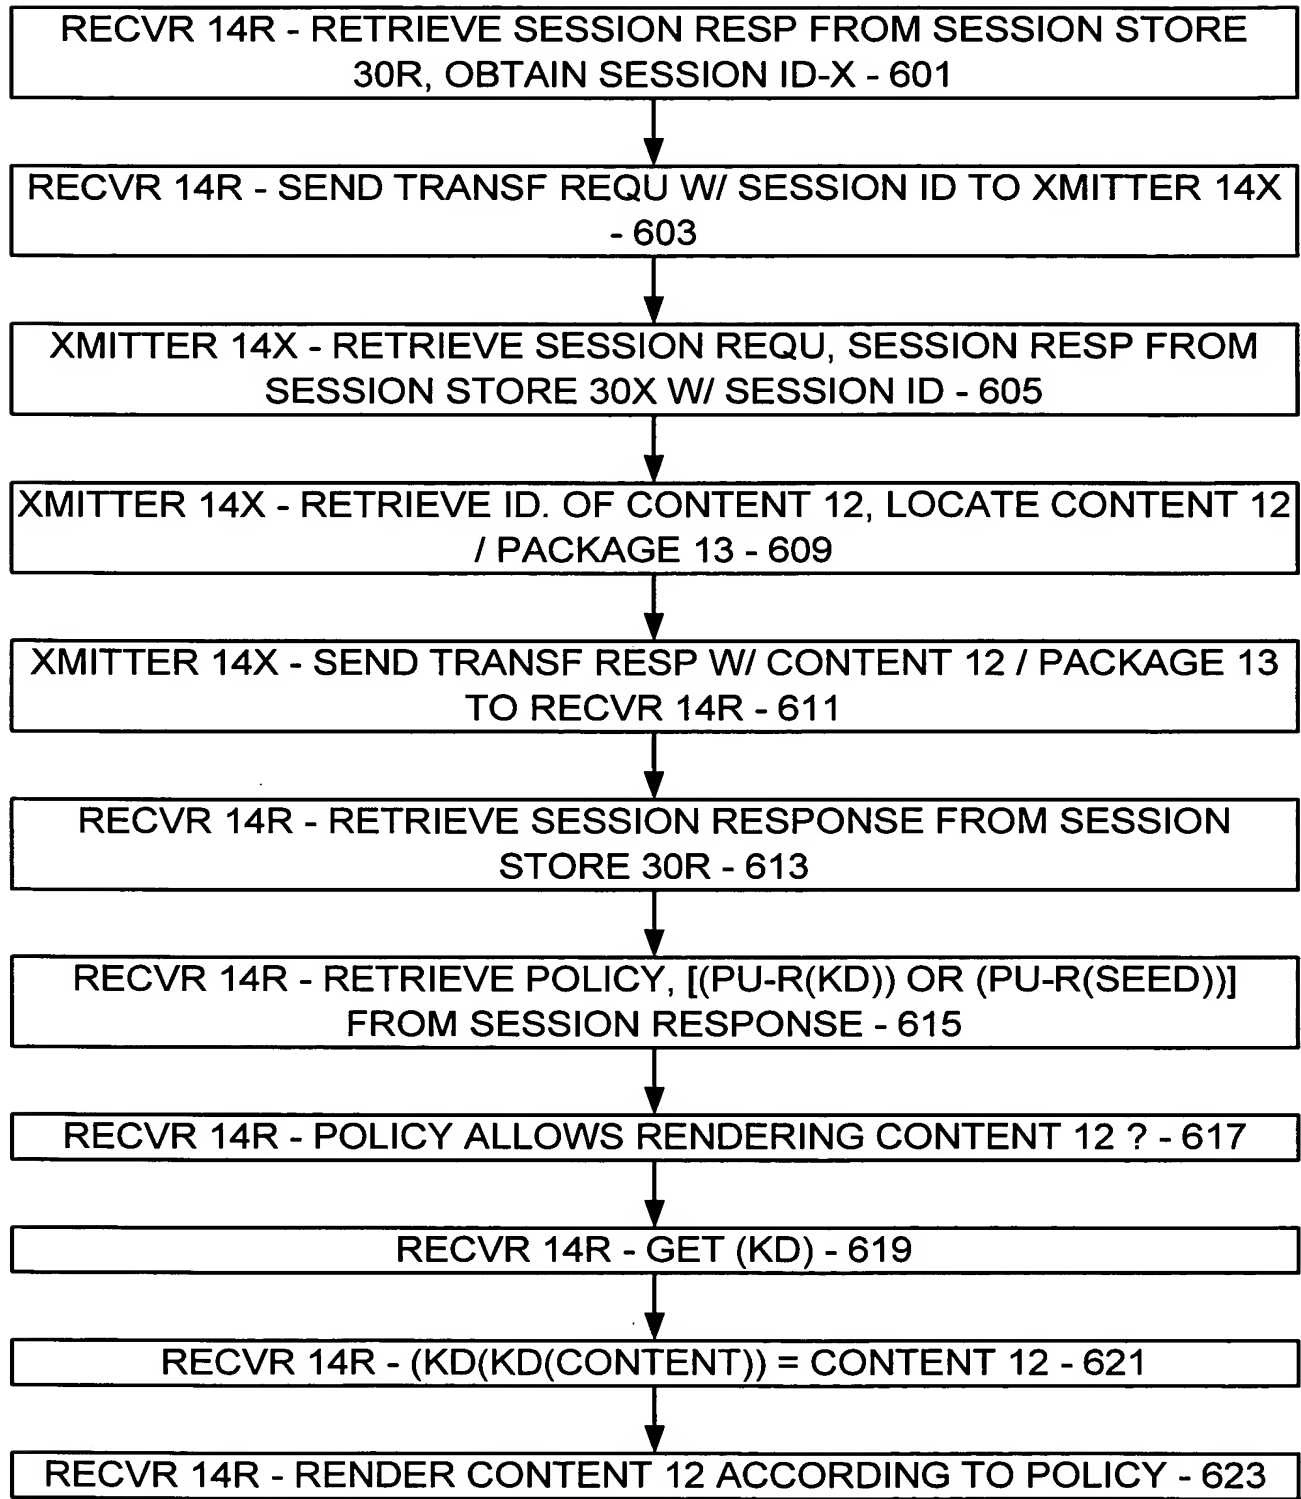 RECVR 14R - RETRIEVE SESSION RESP FROM SESSION STORE
30R, OBTAIN SESSION ID-X - 601
RECVR 14R - SEND TRANSF REQU W/ SESSION ID TO XMITTER 14X
- 603
XMITTER 14X - RETRIEVE SESSION REQU, SESSION RESP FROM
SESSION STORE 30X W/ SESSION ID - 605
XMITTER 14X - RETRIEVE ID. OF CONTENT 12, LOCATE CONTENT 12
/ PACKAGE 13 - 609
XMITTER 14X - SEND TRANSF RESP W/ CONTENT 12 / PACKAGE 13
TO RECVR 14R - 611
RECVR 14R - RETRIEVE SESSION RESPONSE FROM SESSION
STORE 30R - 613
RECVR 14R - RETRIEVE POLICY, [(PU-R(KD)) OR (PU-R(SEED))]
FROM SESSION RESPONSE - 615
RECVR 14R - POLICY ALLOWS RENDERING CONTENT 12 ? - 617
RECVR 14R - GET (KD) - 619
RECVR 14R - (KD(KD(CONTENT)) = CONTENT 12 - 621
RECVR 14R - RENDER CONTENT 12 ACCORDING TO POLICY - 623